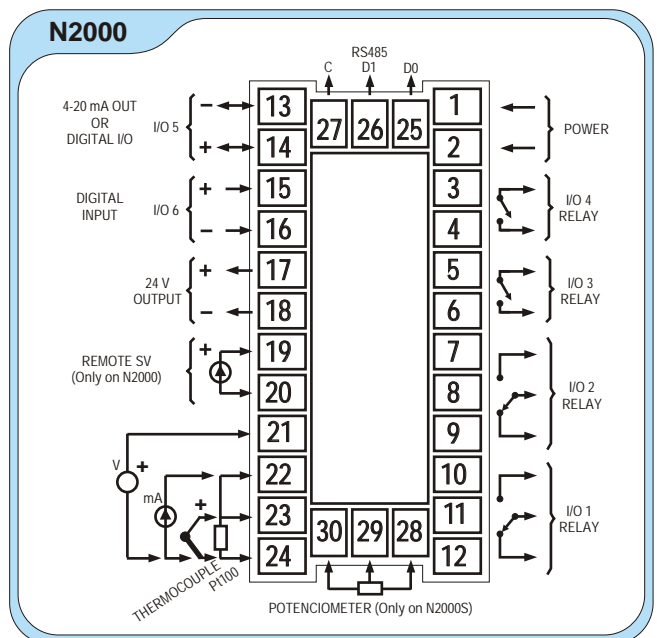 N2000
RS485
C D1 D0
4-20 mA OUT
OR
DIGITAL I/O
I/O 5
–
+
13
14
27 26 25
1
2
POWER
DIGITAL
INPUT
I/O 6
+
–
15
16
3
4
I/O 4
RELAY
24 V
OUTPUT
+
–
17
18
5
6
I/O 3
RELAY
REMOTE SV
(Only on N2000)
+
19
20
7
8
9
I/O 2
RELAY
21
22
23
24
V
+
mA
+
THERMOCOUPLE
Pt100
10
11
12
I/O 1
RELAY
30 29 28
POTENCIOMETER (Only on N2000S)